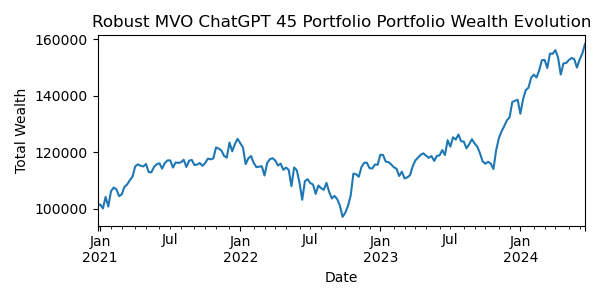 Robust MVO ChatGPT 45 Portfolio Portfolio Wealth Evolution
160000
140000
120000
100000
Total Wealth
Jan Jul Jan Jul Jan Jul Jan
2021 2022 2023 2024
Date